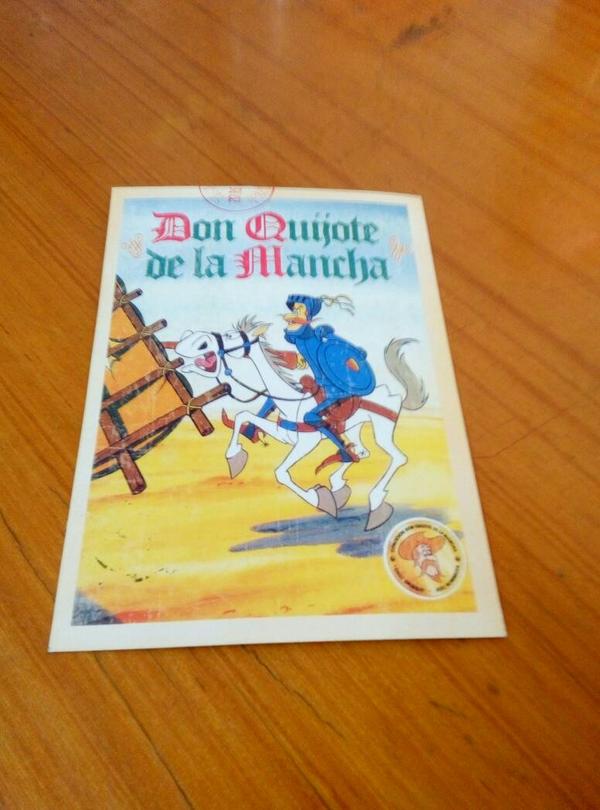 Don Quijote
de la Mancha